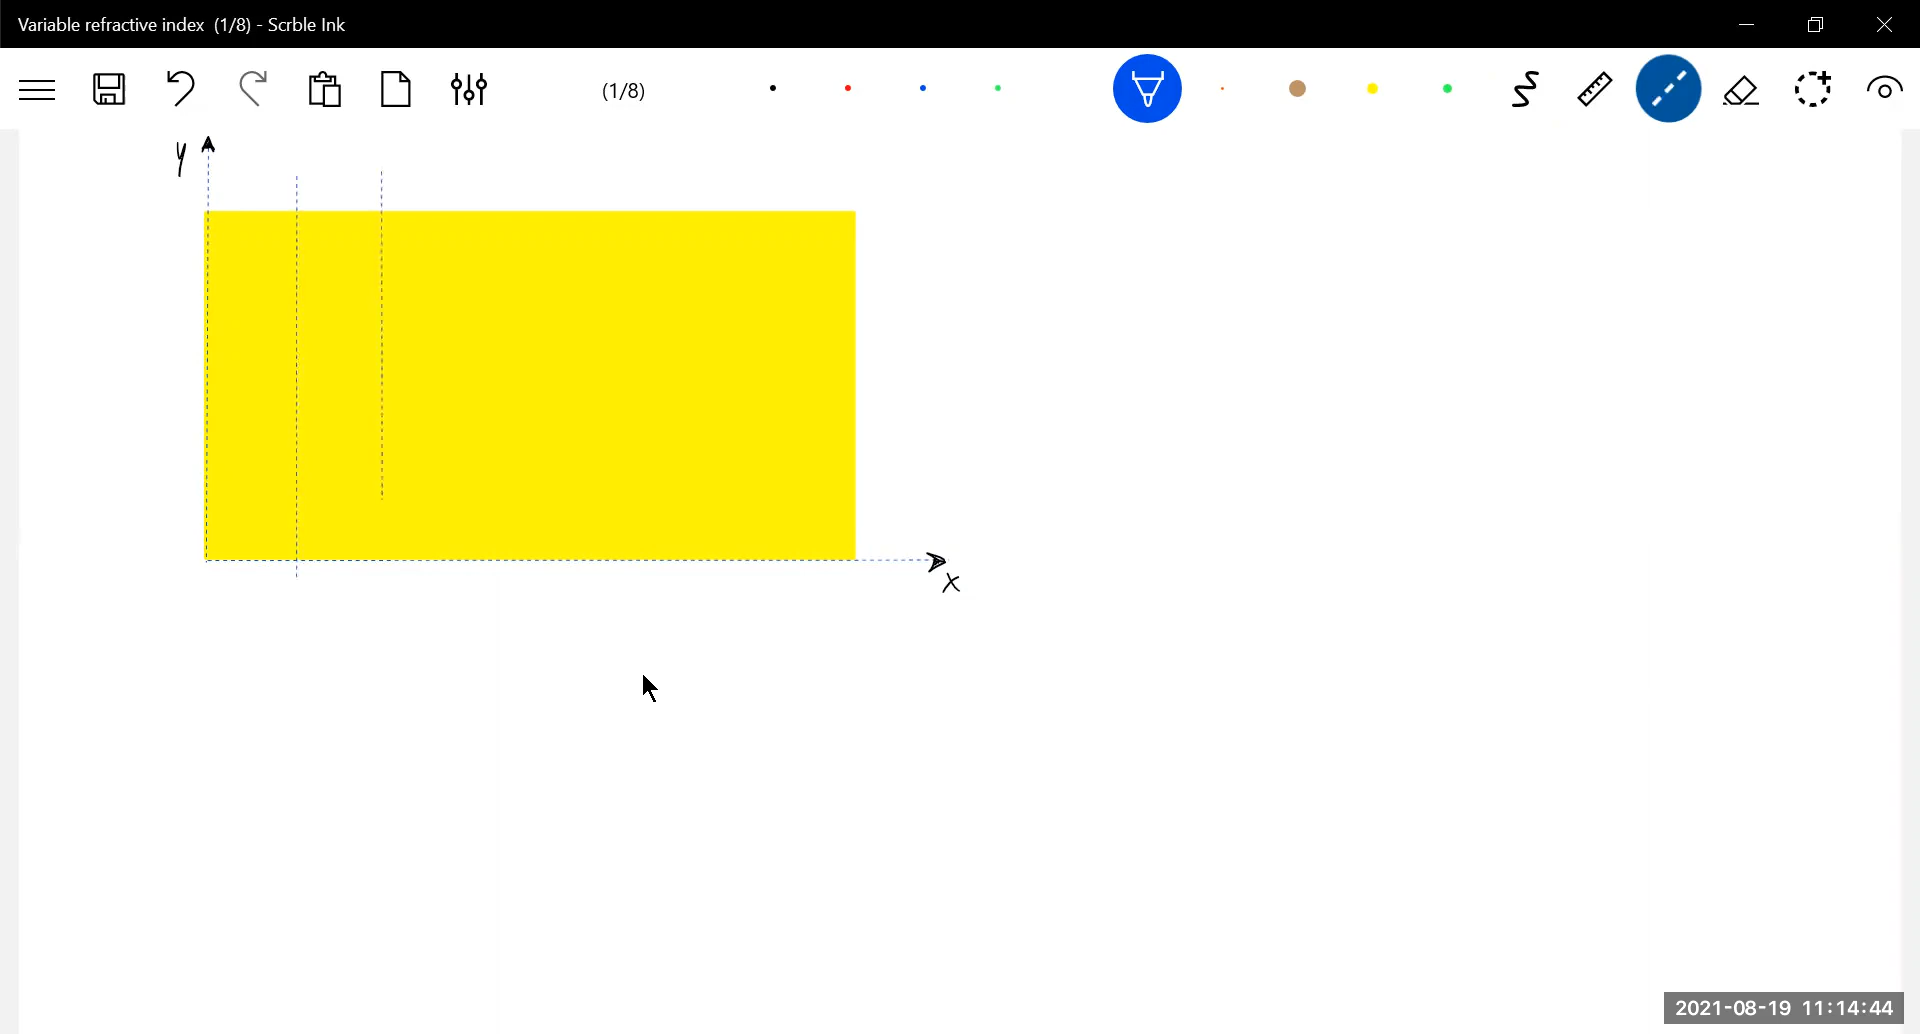 Variable refractive index (1/8) - Scrble Ink
(1/8)
y
x
2021-08-19 11:14:44